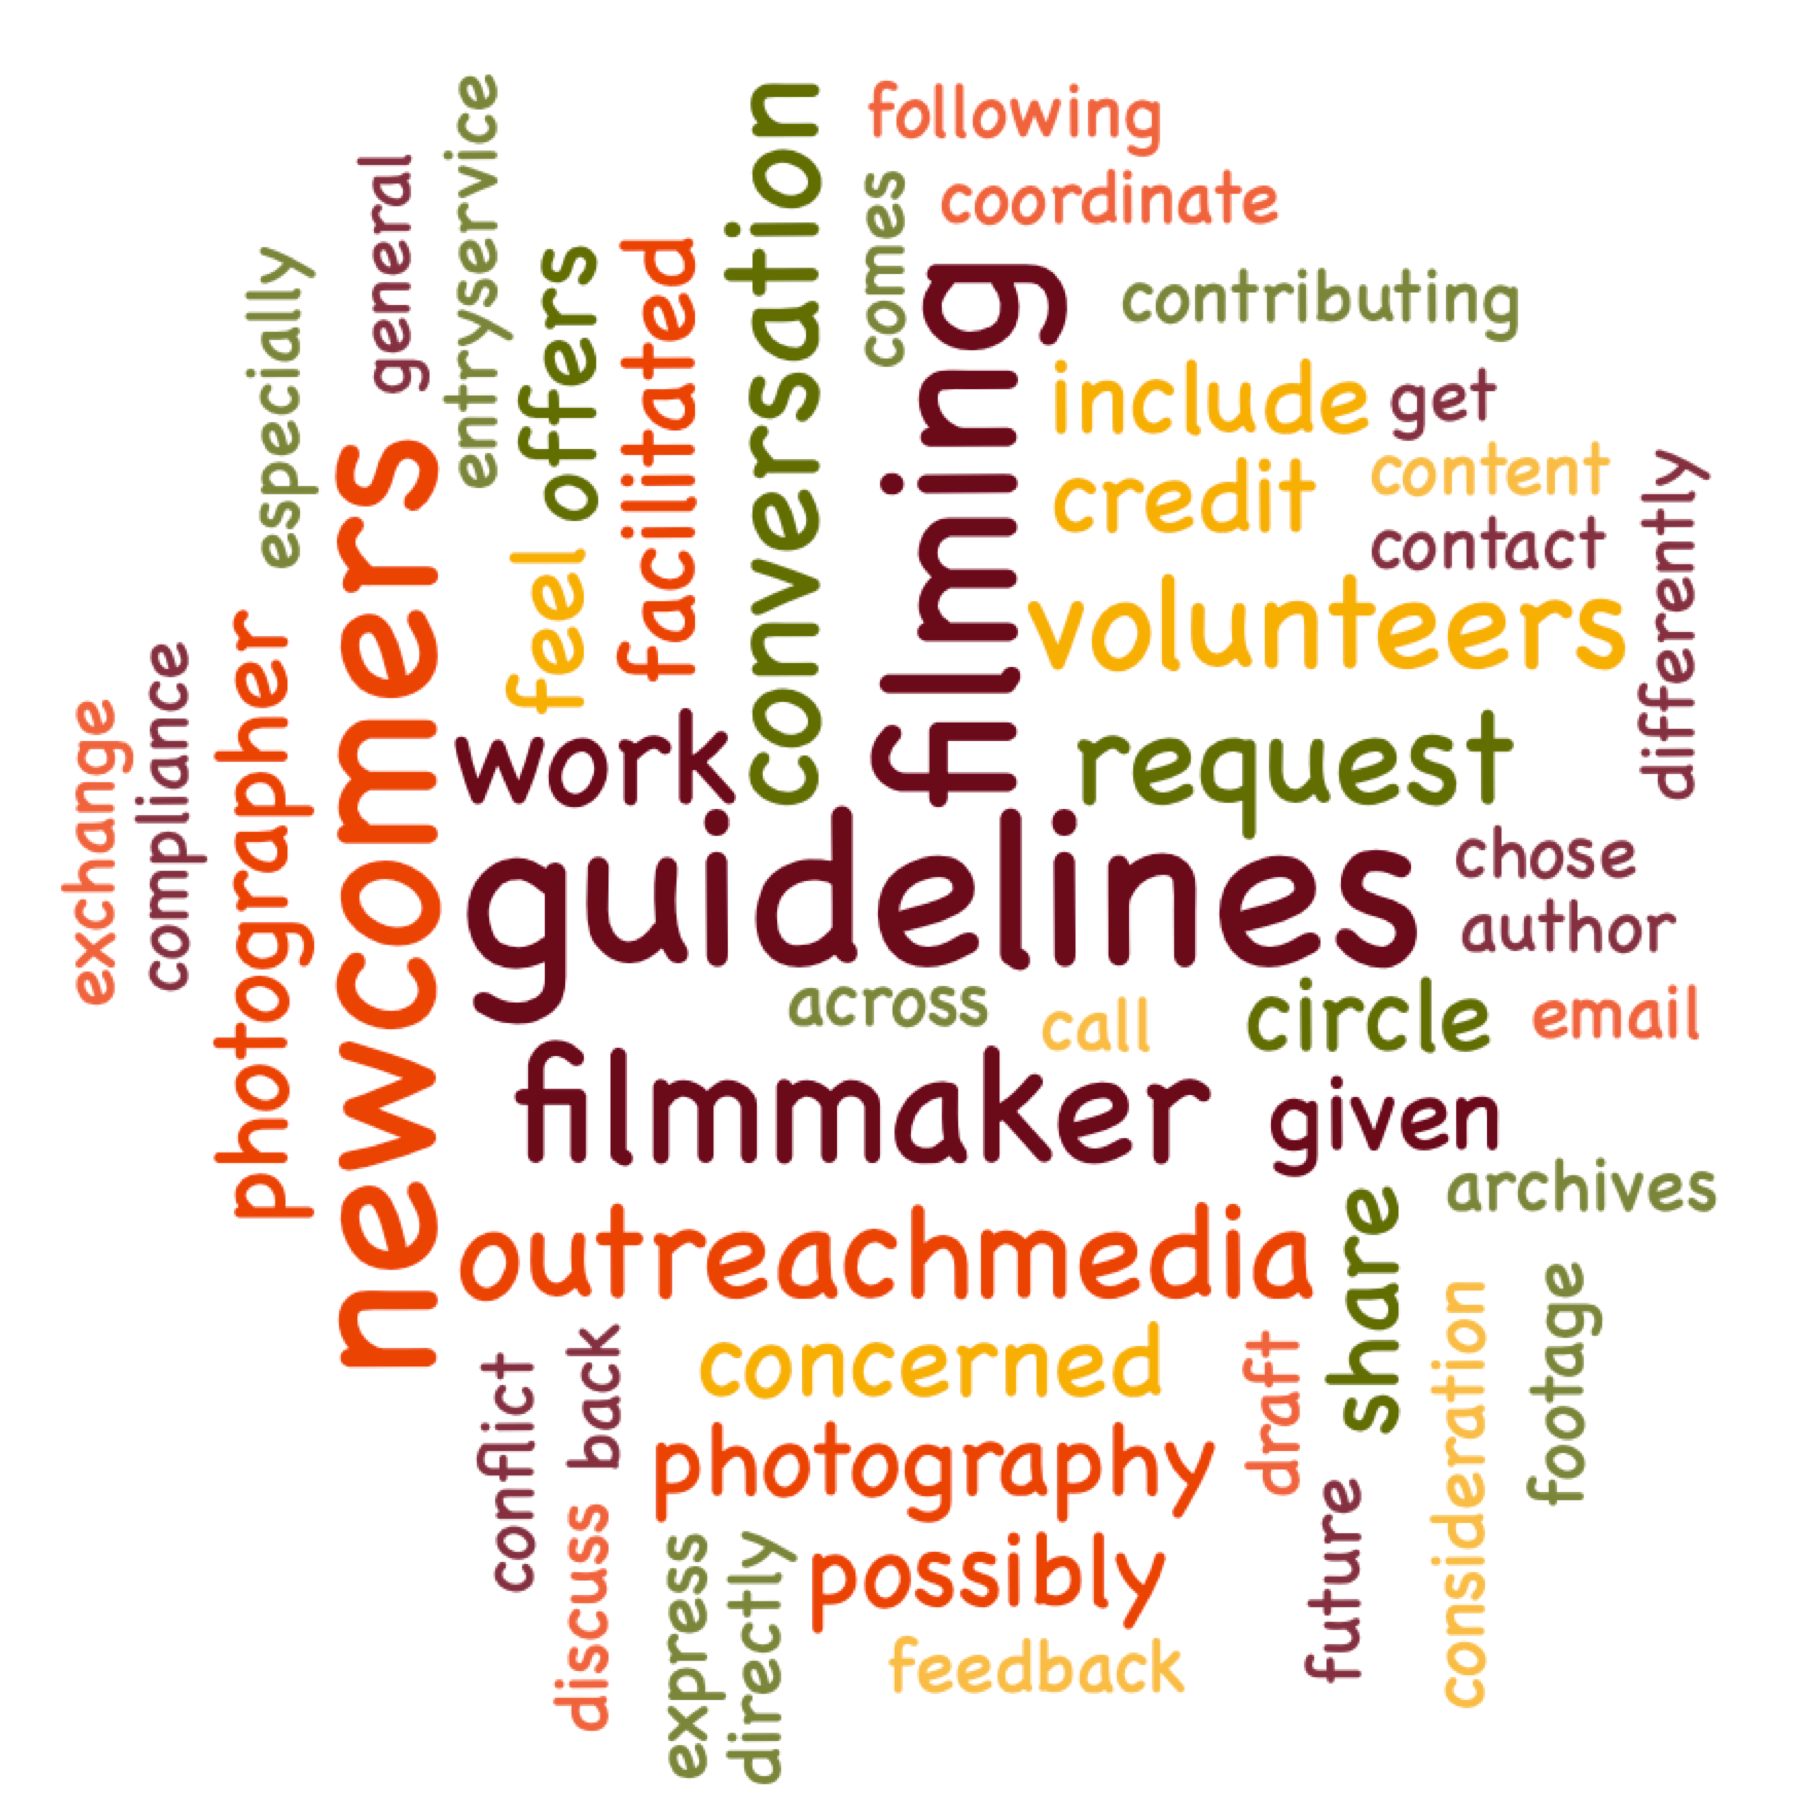 following
coordinate
comes
contributing
entryservice
general
especially
offers
facilitated
conversation
filming
include
get
credit
content
contact
differently
feel
volunteers
newcomers
photographer
compliance
exchange
work
request
guidelines
chose
author
across
call
circle
email
filmmaker
given
archives
outreachmedia
share
footage
consideration
concerned
draft
back
conflict
photography
future
discuss
express
directly
possibly
feedback